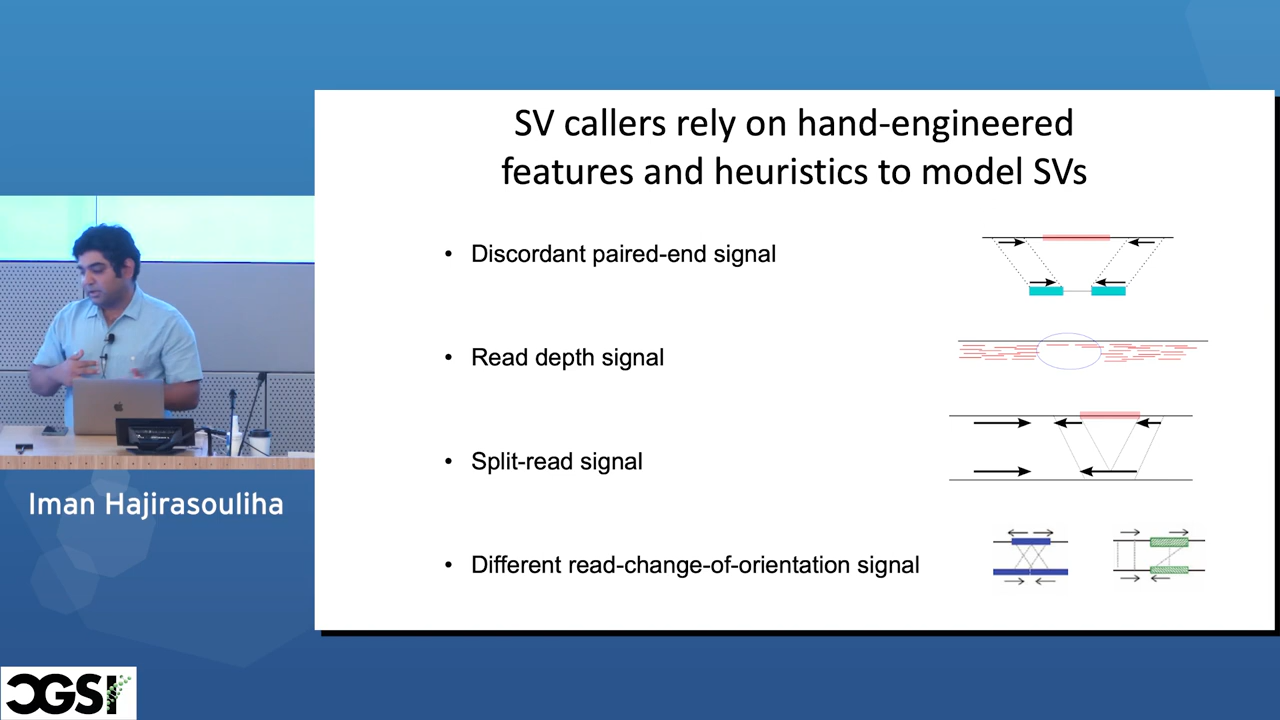 SV callers rely on hand-engineered
features and heuristics to model SVs
• Discordant paired-end signal
• Read depth signal
• Split-read signal
• Different read-change-of-orientation signal
Iman Hajirasouliha
CGSI